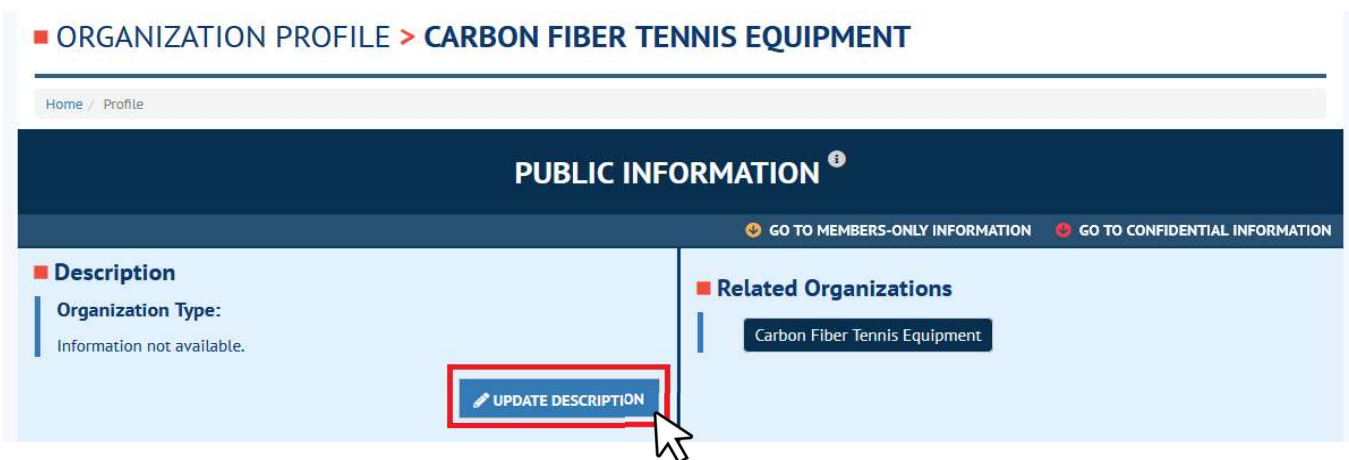 ORGANIZATION PROFILE > CARBON FIBER TENNIS EQUIPMENT
Home / Profile
PUBLIC INFORMATION
GO TO MEMBERS-ONLY INFORMATION GO TO CONFIDENTIAL INFORMATION
Description
Organization Type:
Information not available.
UPDATE DESCRIPTION
Related Organizations
Carbon Fiber Tennis Equipment